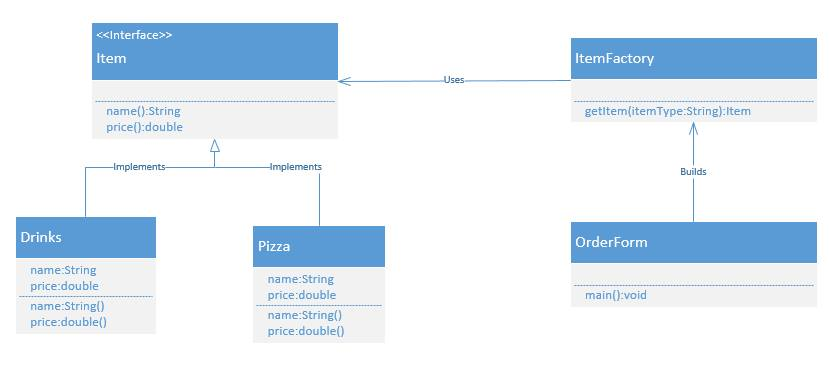 <<Interface>>
Item
name():String
price():double
Uses
ItemFactory
getItem(itemType:String):Item
Implements
Implements
Builds
Drinks
name:String
price:double
name:String()
price:double()
Pizza
name:String
price:double
name:String()
price:double()
OrderForm
main():void